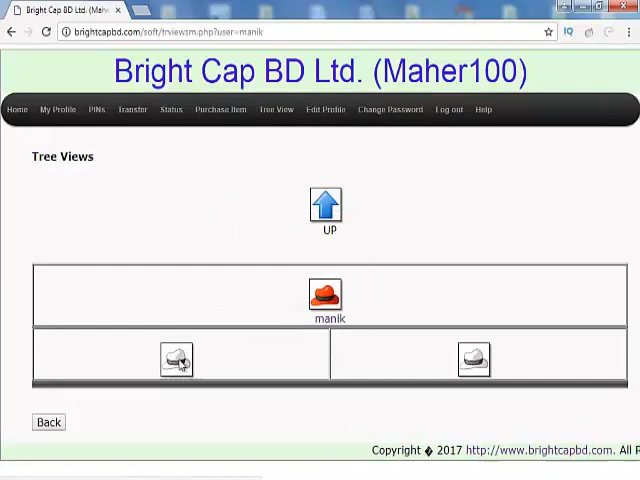 Bright Cap BD Ltd. (Mahe
brightcapbd.com/soft/trviewsm.php?user=manik
IQ
Bright Cap BD Ltd. (Maher100)
Home My Profile PINs Transfer Status Purchase Item Tree View Edit Profile Change Password Log out Help
Tree Views
UP
manik
Back
Copyright � 2017 http://www.brightcapbd.com. All R